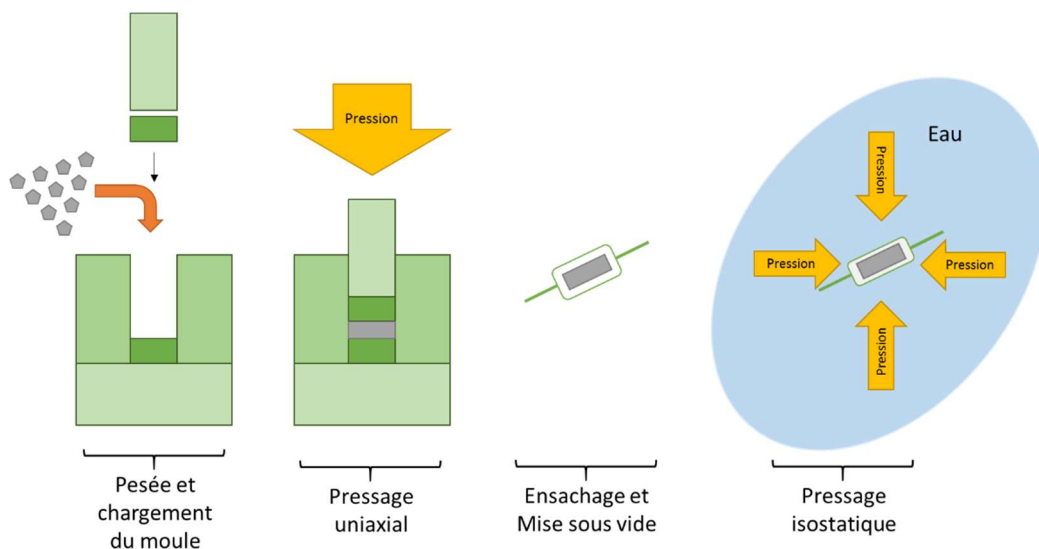 Pression
Eau
Pression
Pression
Pression
Pression
Pesée et
chargement
du moule
Pressage
uniaxial
Ensachage et
Mise sous vide
Pressage
isostatique